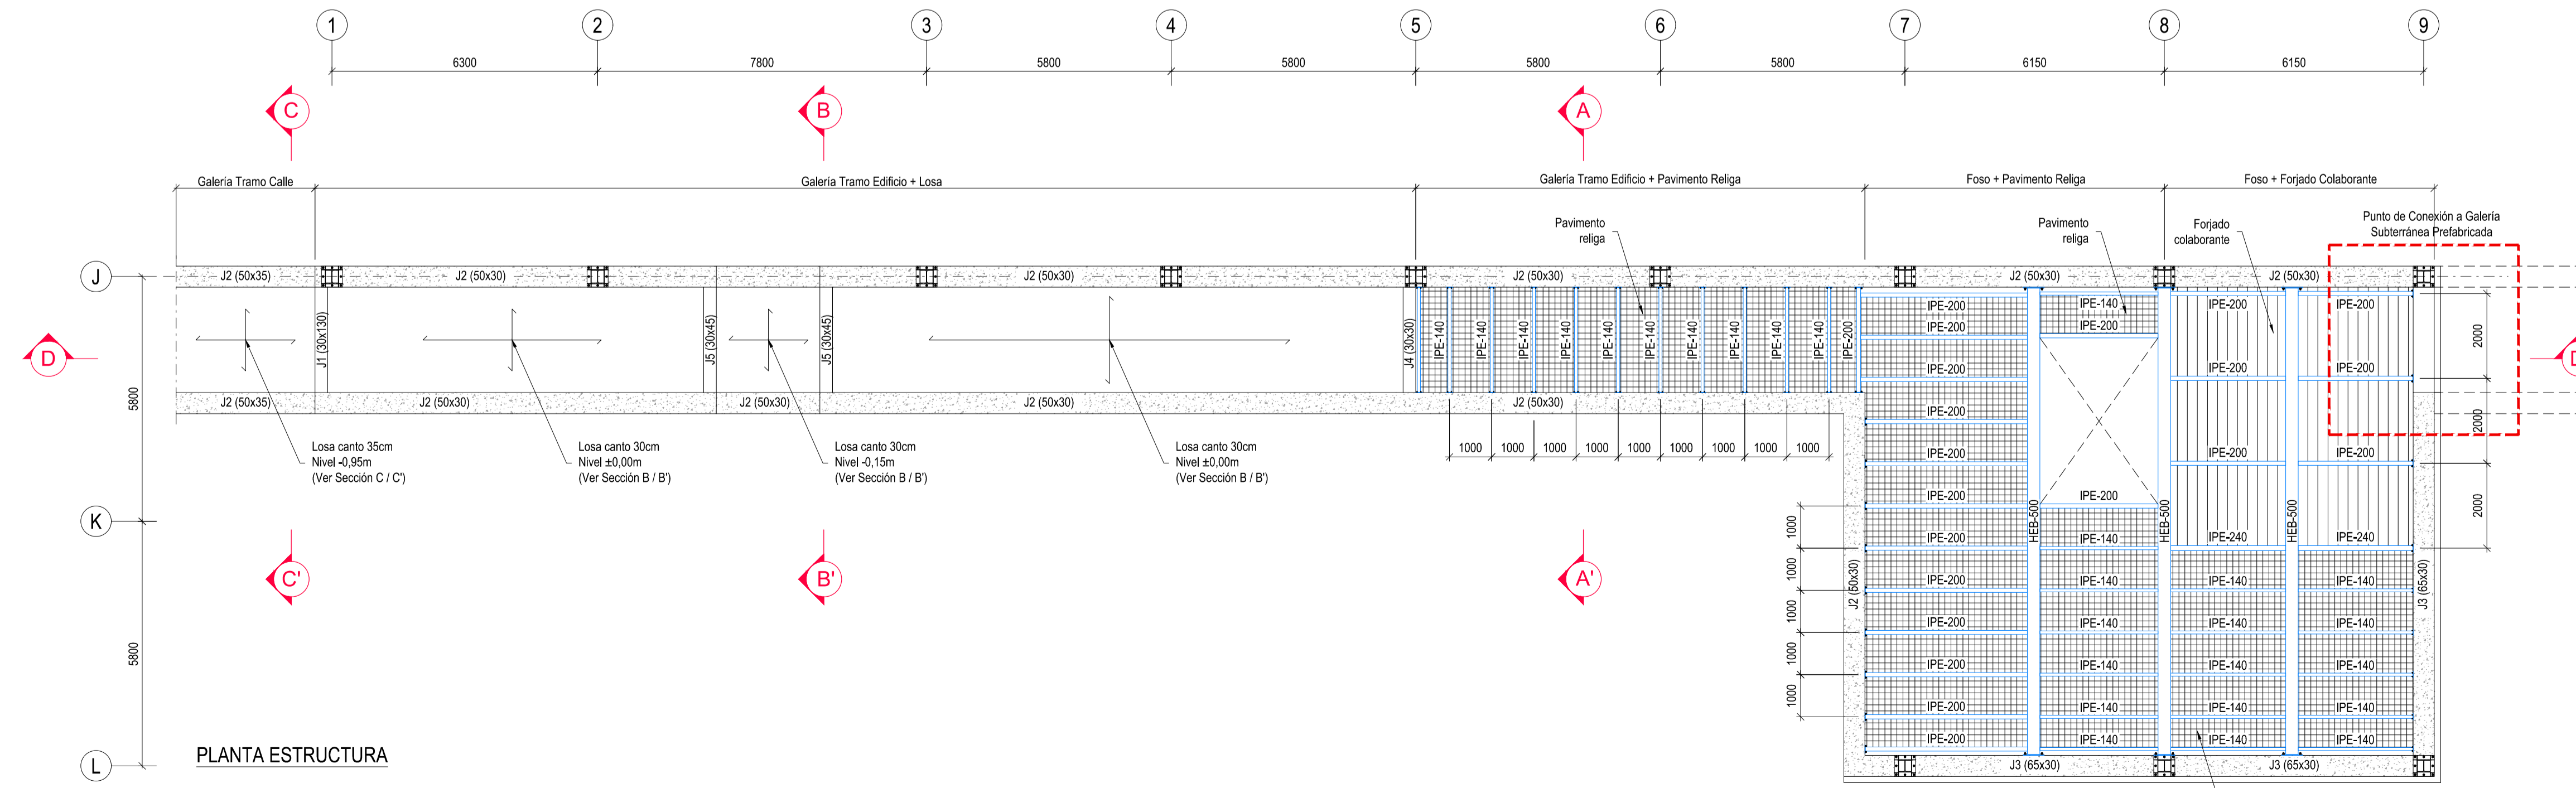 1 2 3 4 5 6 7 8 9
6300 7800 5800 5800 5800 5800 6150 6150
C B A
Galería Tramo Calle
Galería Tramo Edificio + Losa
Galería Tramo Edificio + Pavimento Religa
Foso + Pavimento Religa
Foso + Forjado Colaborante
Pavimento
religa
Pavimento
religa
Forjado
colaborante
Punto de Conexión a Galería
Subterránea Prefabricada
J
J2 (50x35) J2 (50x30) J2 (50x30) J2 (50x30) J2 (50x30) J2 (50x30)
D
J1 (30x130)
J5 (30x45)
J5 (30x45)
J4 (30x30)
IPE-140 IPE-140 IPE-140 IPE-140 IPE-140 IPE-140 IPE-140 IPE-140 IPE-140 IPE-200
J2 (50x35) J2 (50x30) J2 (50x30) J2 (50x30) J2 (50x30)
5800
Losa canto 35cm
Nivel -0,95m
(Ver Sección C / C')
Losa canto 30cm
Nivel ±0,00m
(Ver Sección B / B')
Losa canto 30cm
Nivel -0,15m
(Ver Sección B / B')
Losa canto 30cm
Nivel ±0,00m
(Ver Sección B / B')
1000 1000 1000 1000 1000 1000 1000 1000 1000
K
5800
C' B' A'
L
PLANTA ESTRUCTURA
1000
1000
1000
1000
1000
J2 (50x30)
IPE-200
IPE-200
IPE-200
IPE-200
IPE-200
IPE-200
IPE-200
IPE-200
IPE-200
IPE-200
IPE-200
IPE-200
HEB-500
IPE-140
IPE-200
IPE-200
IPE-140
IPE-140
IPE-140
IPE-140
IPE-140
IPE-140
HEB-500
IPE-200 IPE-200
IPE-200 IPE-200
IPE-200 IPE-200
IPE-240 IPE-240
IPE-140 IPE-140
IPE-140 IPE-140
IPE-140 IPE-140
IPE-140 IPE-140
IPE-140 IPE-140
HEB-500
J3 (65x30)
2000
2000
2000
J3 (65x30) J3 (65x30)